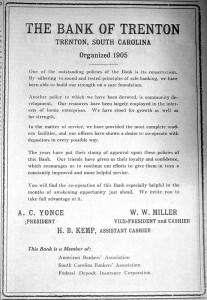 THE BANK OF TRENTON
TRENTON, SOUTH CAROLINA
Organized 1905
One of the outstanding policies of the Bank is its conservatism.
By adhering to sound and tested principles of safe banking, we have
been able to build our strength on a sure foundation.
Another policy to which we have been devoted, is community de-
velopment. Our resources have been largely employed in the inter-
ests of home enterprises. We have stood for growth as well as
for strength.
In the matter of service, we have provided the most complete mod-
ern facilities, and our officers have shown a desire to co-operate with
depositors in every possible way.
The years have put their stamp of approval upon these policies of
this Bank. Our friends have given us their loyalty and confidence,
which encourages us to continue our efforts to give them in turn a
constantly improved and more helpful service.
You will find the co-operation of this Bank especially helpful in the
months of awakening opportunity just ahead. We invite you to
take full advantage of it.
A. C. YONCE
PRESIDENT
W. W. MILLER
VICE-PRESIDENT and CASHIER
H. B. KEMP, ASSISTANT CASHIER
This Bank is a Member of:
American Bankers' Association
South Carolina Bankers' Association
Federal Deposit Insurance Corporation